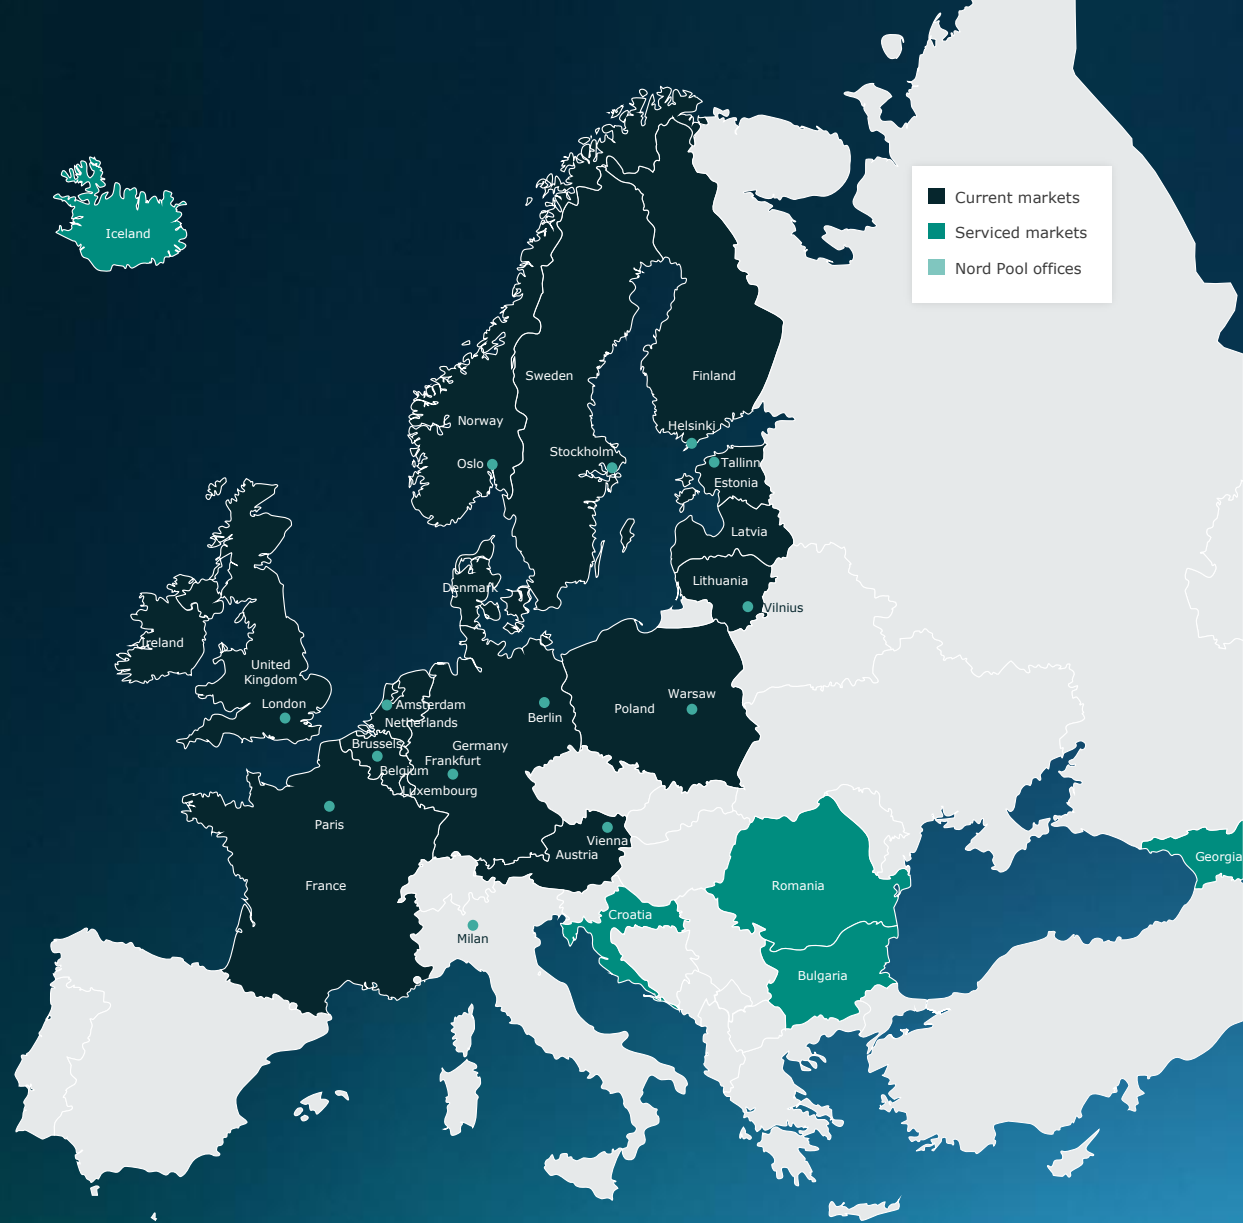 Current markets
Serviced markets
Nord Pool offices
Iceland
Sweden
Finland
Norway
Helsinki
Stockholm
Oslo
Tallinn
Estonia
Latvia
Lithuania
Denmark
Vilnius
Ireland
United
Kingdom
London
Amsterdam
Netherlands
Warsaw
Poland
Berlin
Brussels
Germany
Frankfurt
Belgium
Luxembourg
Paris
Vienna
Austria
France
Georgia
Romania
Croatia
Milan
Bulgaria